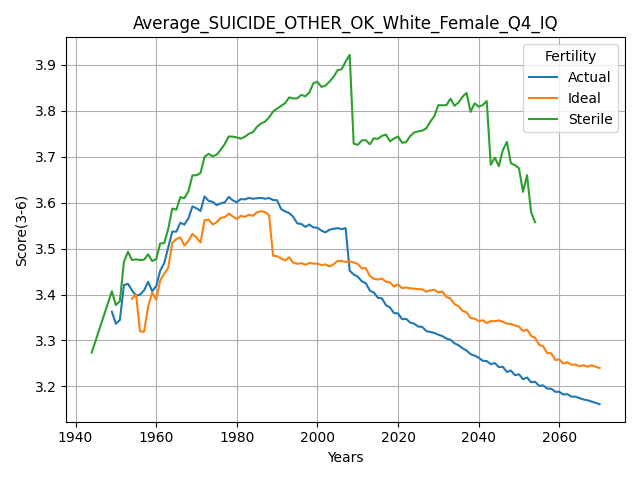 Average_SUICIDE_OTHER_OK_White_Female_Q4_IQ
Fertility
Actual
Ideal
Sterile
Score(3-6)
3.9
3.8
3.7
3.6
3.5
3.4
3.3
3.2
1940 1960 1980 2000 2020 2040 2060
Years